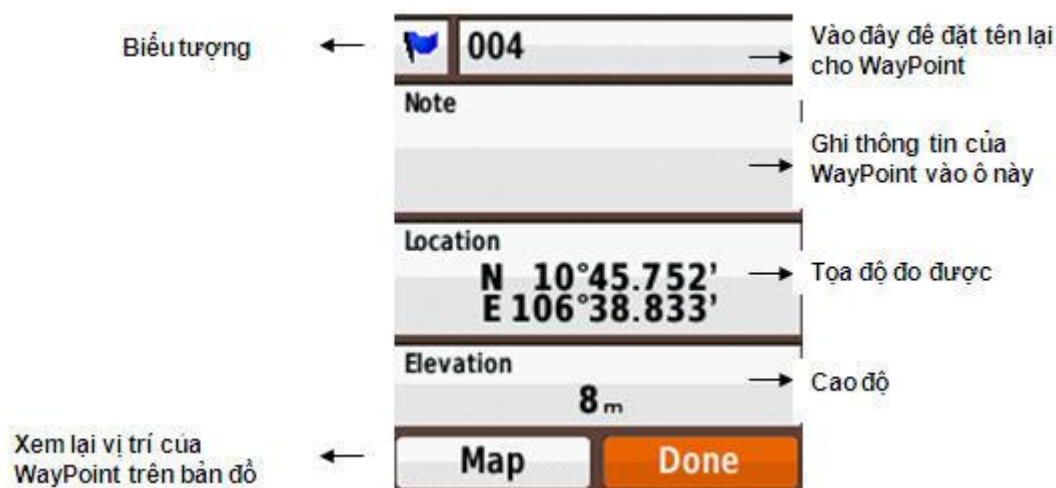 Biểu tượng
004
Vào đây để đặt tên lại
cho WayPoint
Note
Ghi thông tin của
WayPoint vào ô này
Location
N 10°45.752'
E 106°38.833'
Tọa độ đo được
Elevation
8 m
Cao độ
Xem lại vị trí của
WayPoint trên bản đồ
Map
Done